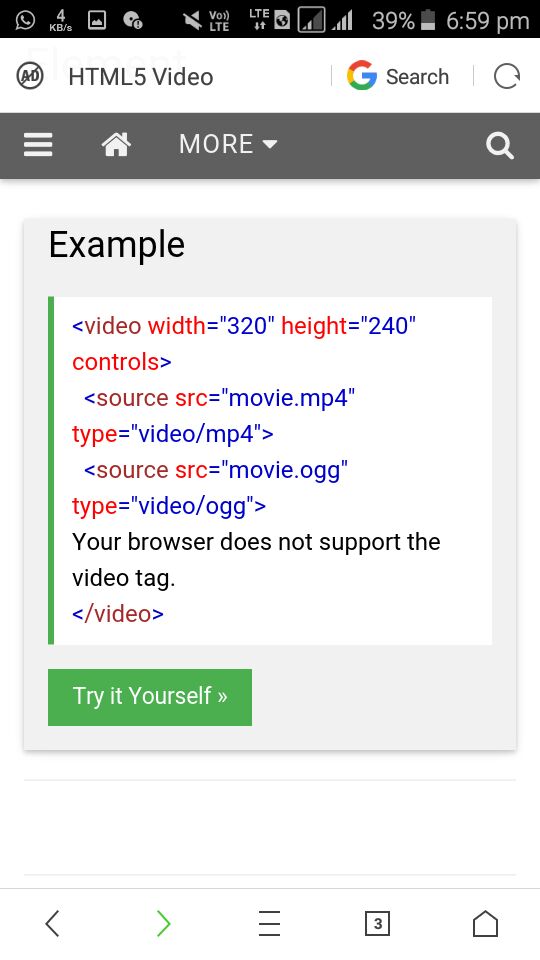 4
KB/s
Vo))
LTE
LTE
39%
6:59 pm
Element
AD
HTML5 Video
Search
MORE
Example
<video width="320" height="240"
controls>
<source src="movie.mp4"
type="video/mp4">
<source src="movie.ogg"
type="video/ogg">
Your browser does not support the
video tag.
</video>
Try it Yourself »
3